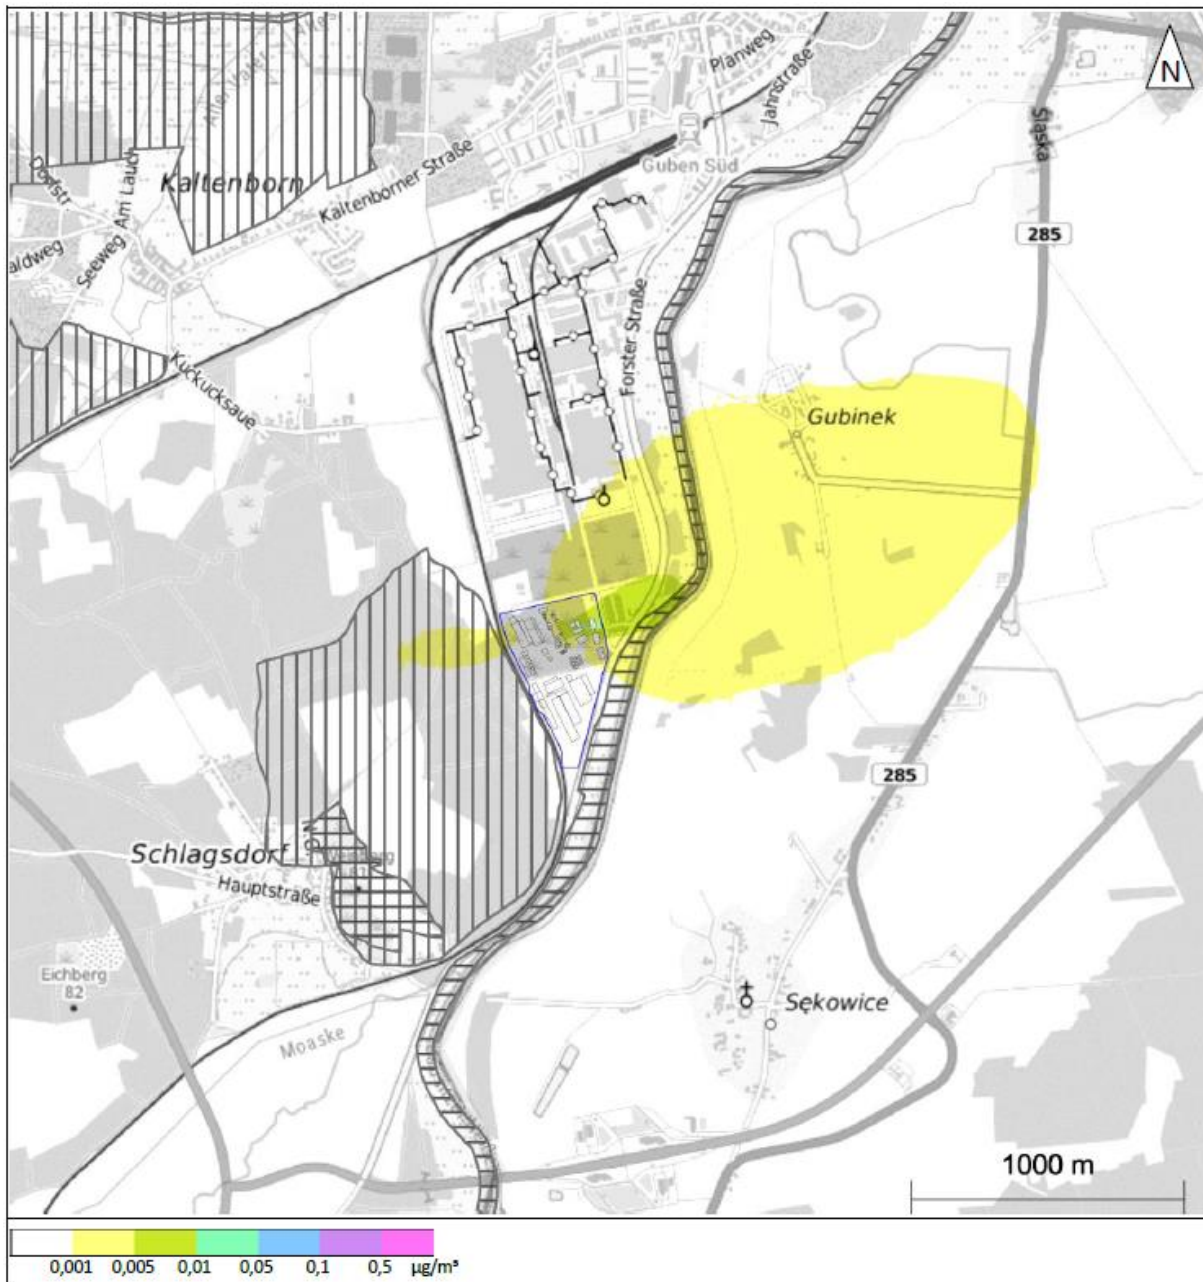 Alter
Planweg
Jahnstraße
N
Śląska
Guben Süd
Dorfstr
Am Lauch
Kaltenborn
Kaltenborner Straße
aldweg
Seeweg
285
Kuckucksaue
Forster Straße
Gubinek
285
Schlagsdorf
Hauptstraße
Eichberg
82
Sękowice
Moaske
1000 m
0,001 0,005 0,01 0,05 0,1 0,5 µg/m³